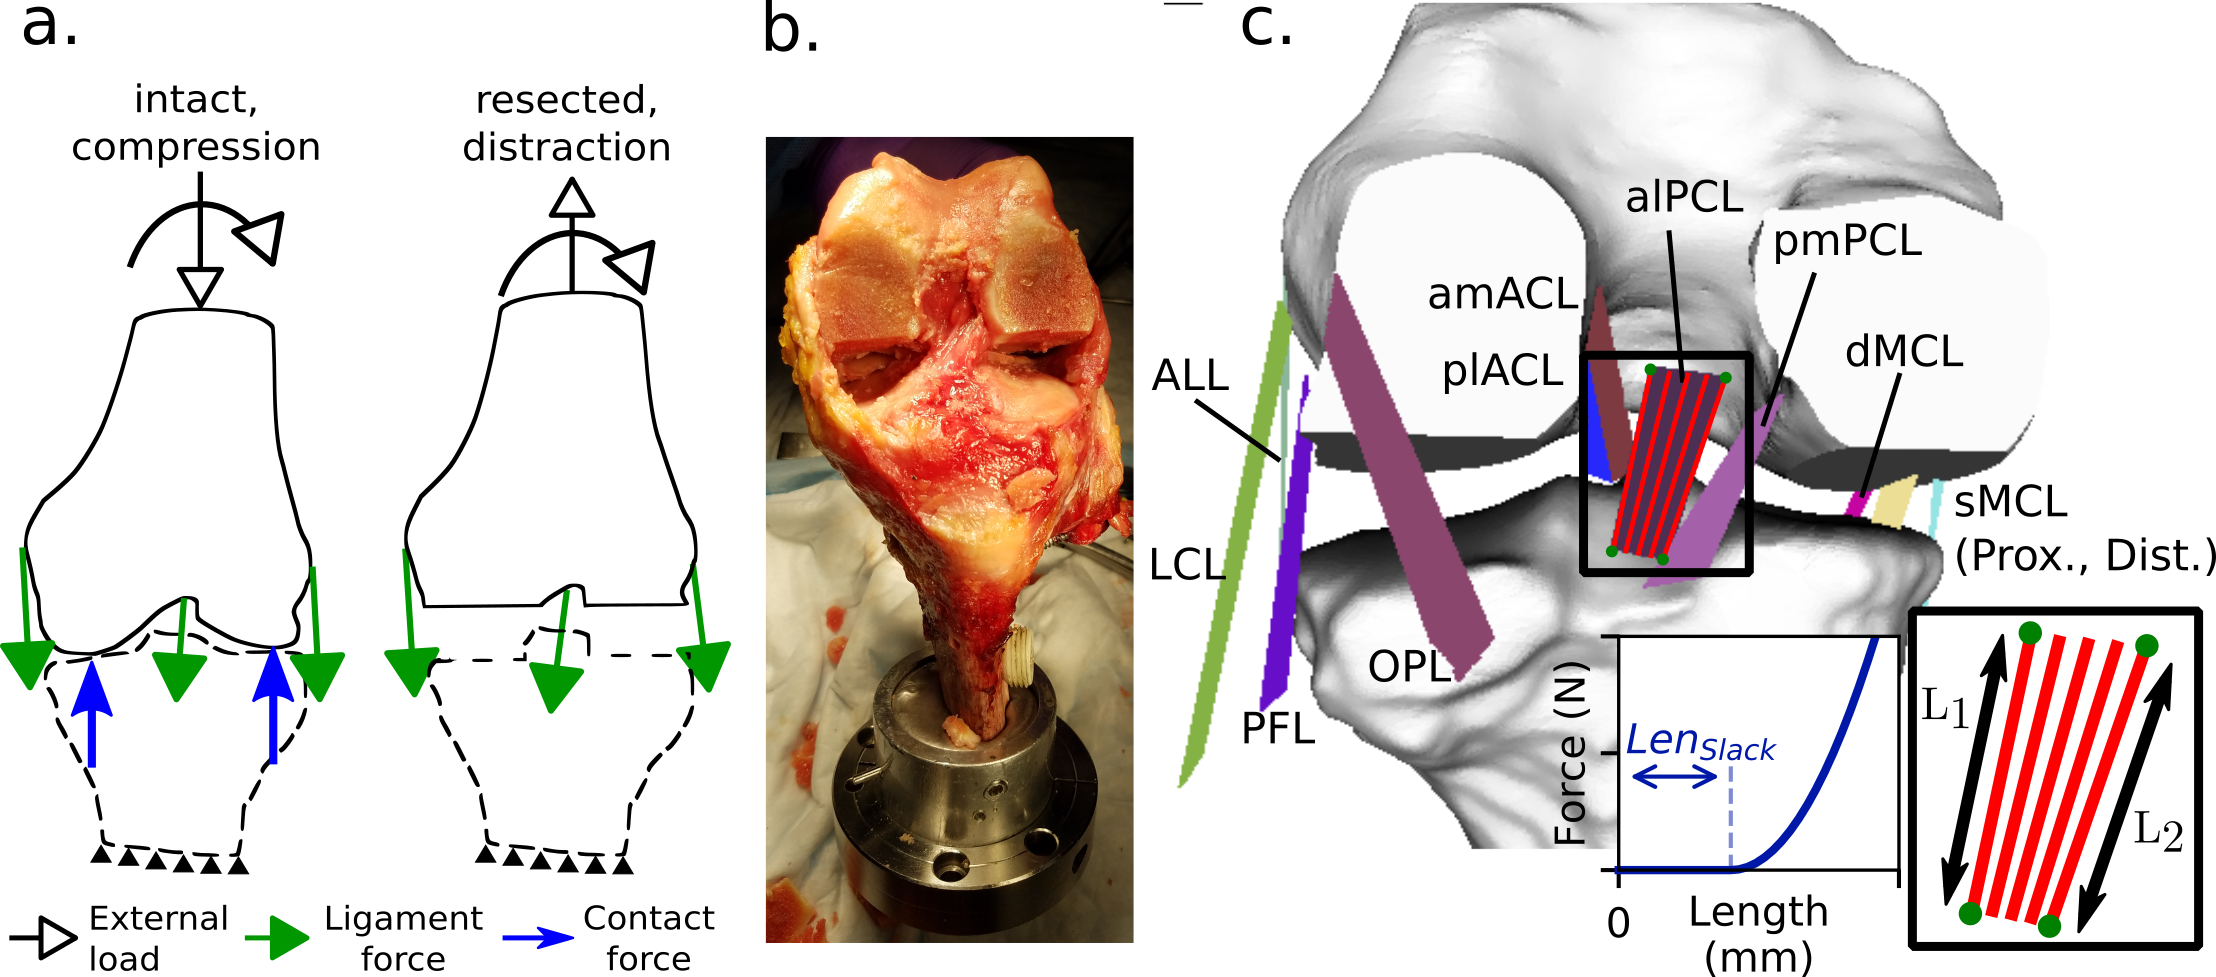 a.
intact,
compression
resected,
distraction
External
load
Ligament
force
Contact
force
b.
c.
alPCL
pmPCL
amACL
plACL
dMCL
ALL
LCL
sMCL
(Prox., Dist.)
OPL
PFL
Force (N)
LenSlack
0
Length
(mm)
L1
L2